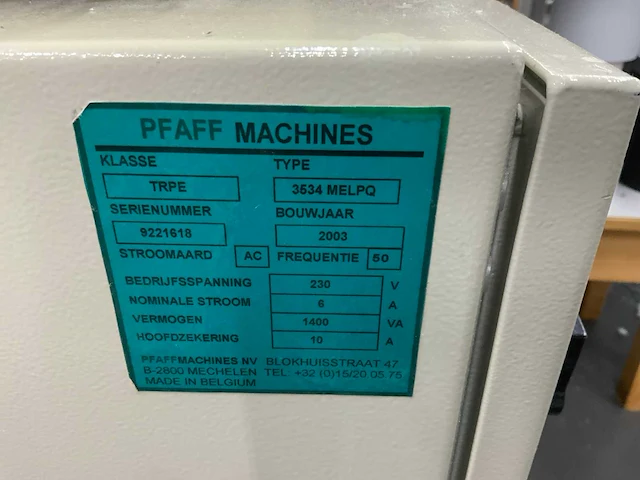 PFAFF MACHINES
KLASSE TYPE
TRPE 3534 MELPQ
SERIENUMMER BOUWJAAR
9221618 2003
STROOMAARD AC FREQUENTIE 50
BEDRIJFSSPANNING 230 V
NOMINALE STROOM 6 A
VERMOGEN 1400 VA
HOOFDZEKERING 10 A
PFAFFMACHINES NV BLOKHUISSTRAAT 47
B-2800 MECHELEN TEL: +32 (0)15/20 05 75
MADE IN BELGIUM